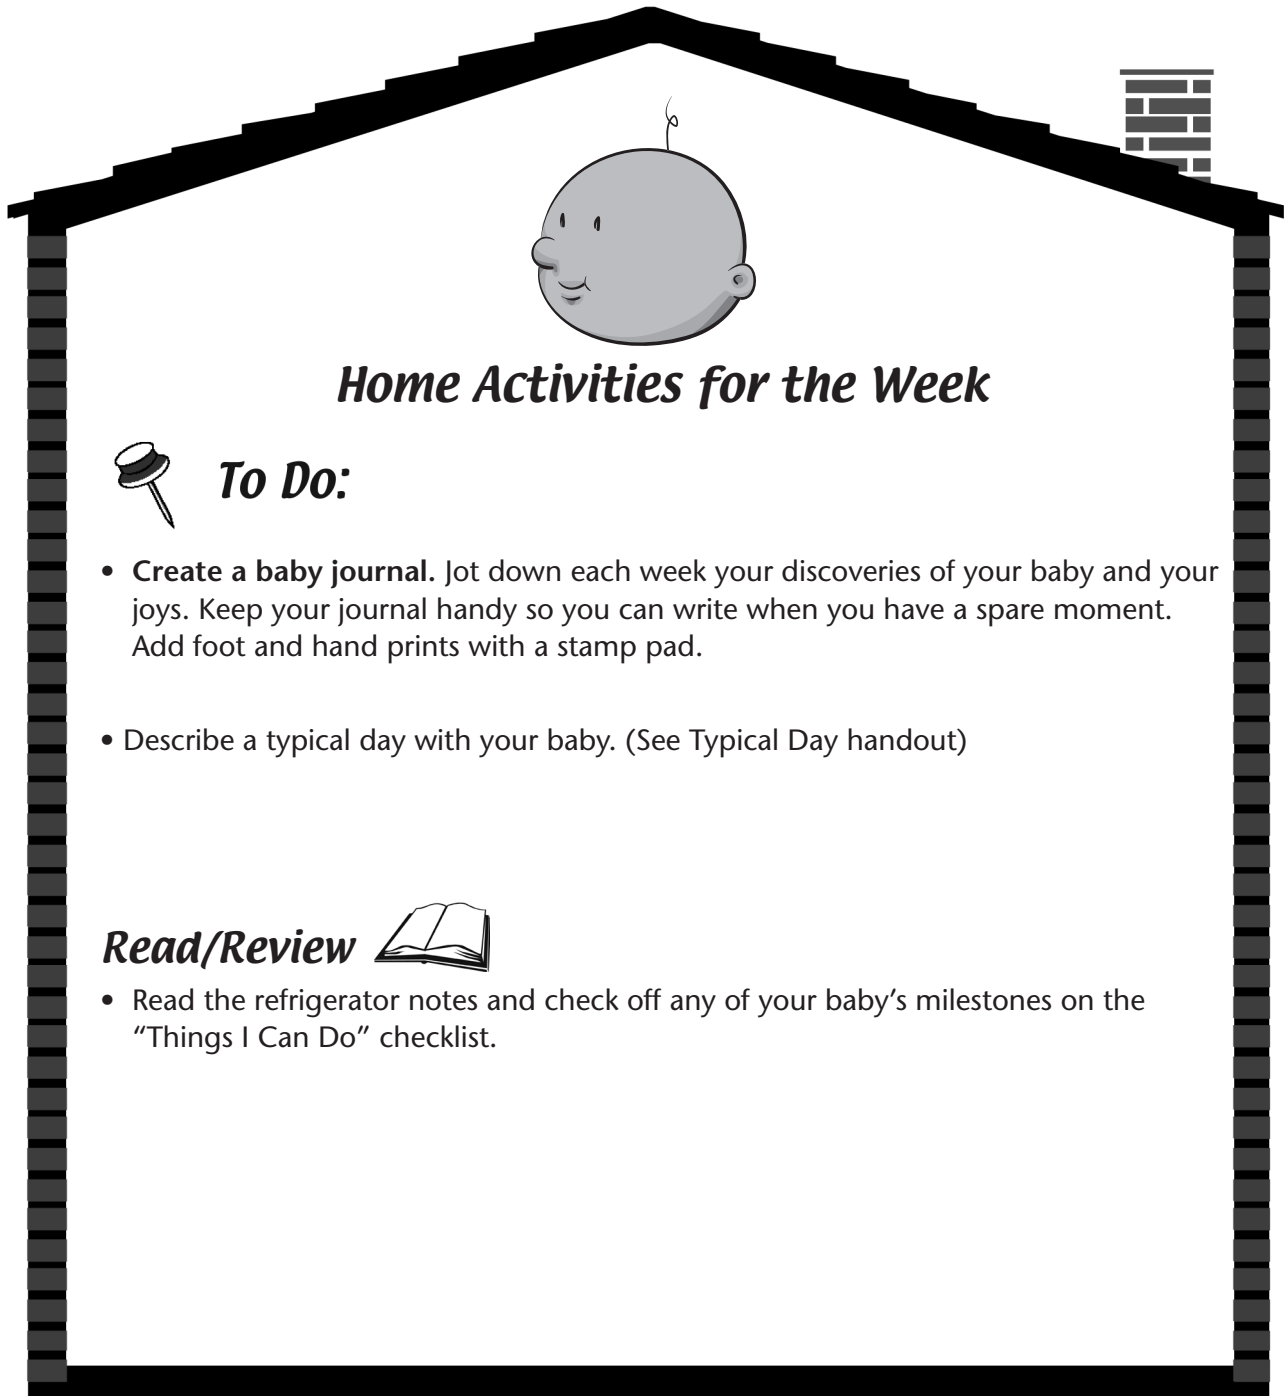 Home Activities for the Week
To Do:
• Create a baby journal. Jot down each week your discoveries of your baby and your
joys. Keep your journal handy so you can write when you have a spare moment.
Add foot and hand prints with a stamp pad.
• Describe a typical day with your baby. (See Typical Day handout)
Read/Review
• Read the refrigerator notes and check off any of your baby’s milestones on the
“Things I Can Do” checklist.